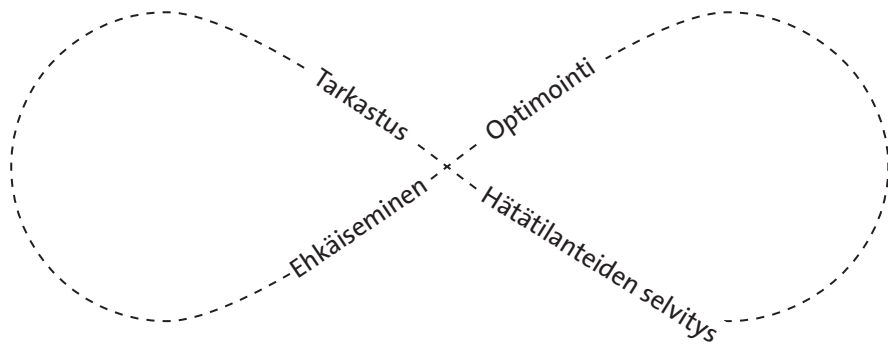 Tarkastus
Optimointi
Ehkäiseminen
Hätätilanteiden selvitys